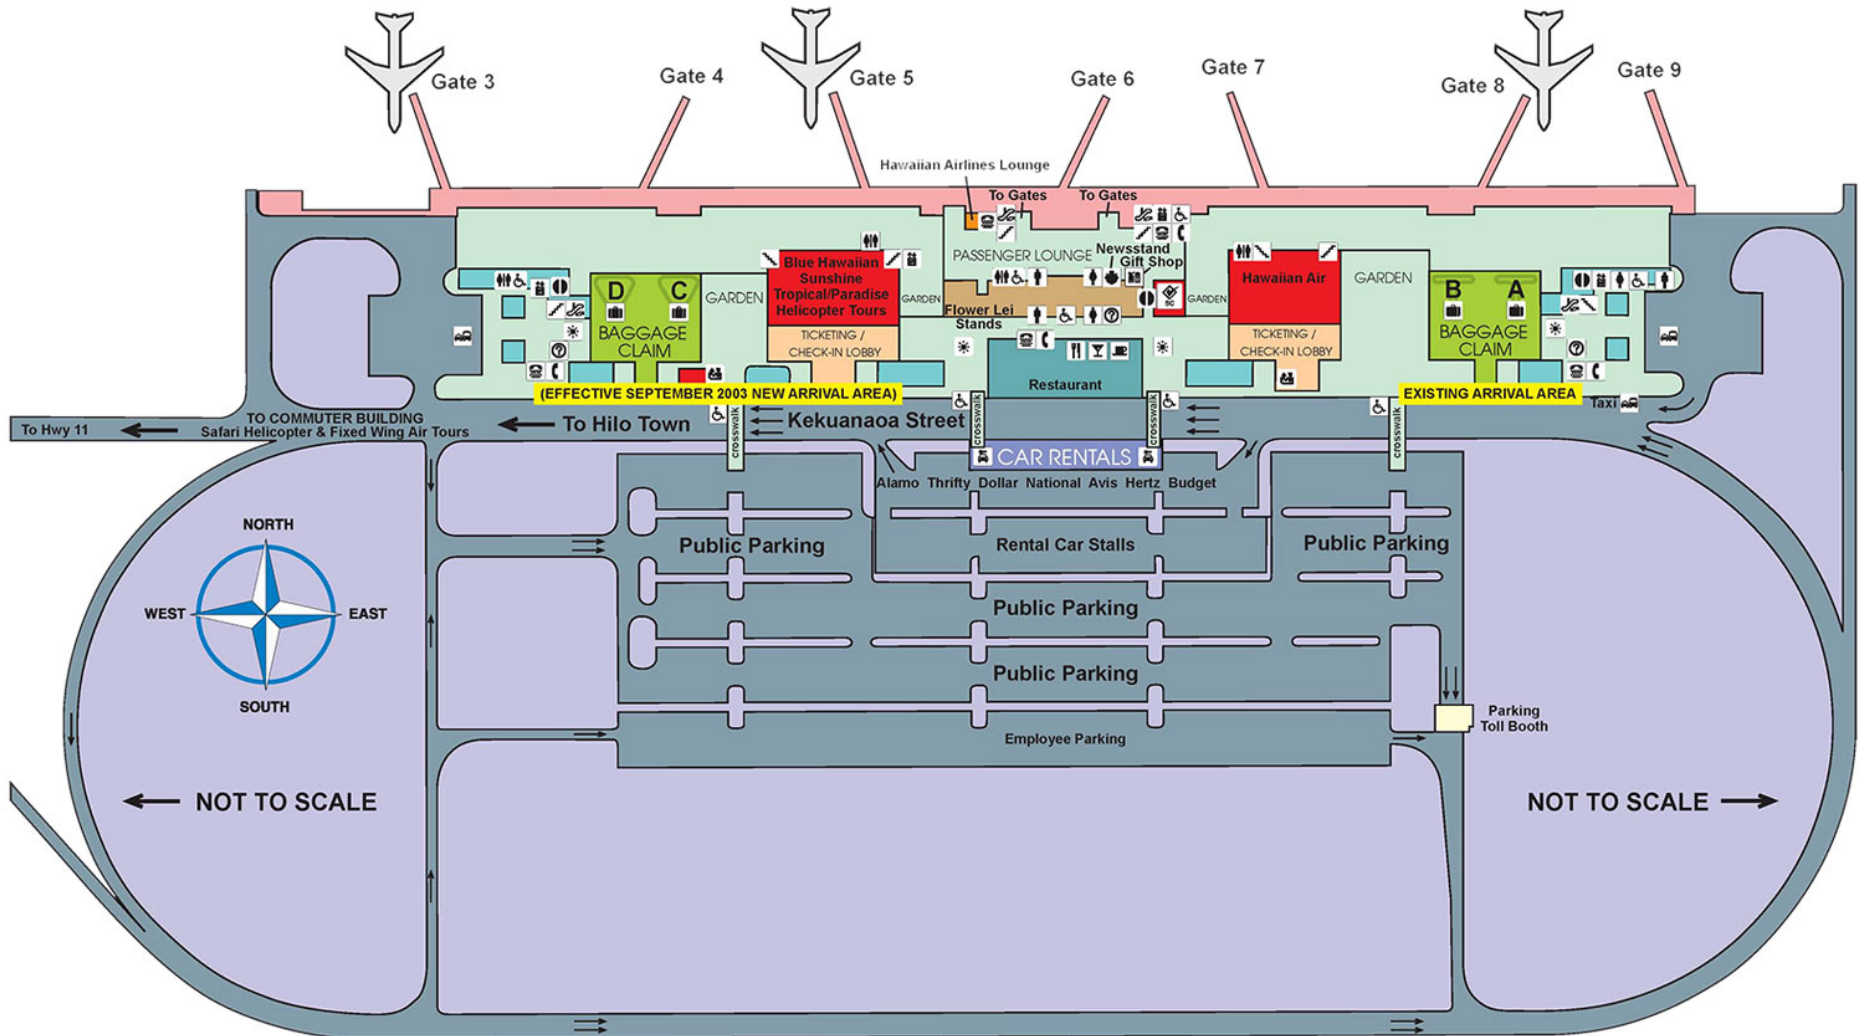 Gate 3
Gate 4
Gate 5
Gate 6
Gate 7
Gate 8
Gate 9
Hawaiian Airlines Lounge
To Gates
To Gates
PASSENGER LOUNGE
Newsstand
Gift Shop
Blue Hawaiian
Sunshine
Tropical/Paradise
Helicopter Tours
Hawaiian Air
D
C
BAGGAGE
CLAIM
GARDEN
GARDEN
GARDEN
GARDEN
SC
B
A
BAGGAGE
CLAIM
Flower Lei
Stands
TICKETING /
CHECK-IN LOBBY
TICKETING /
CHECK-IN LOBBY
Restaurant
(EFFECTIVE SEPTEMBER 2003 NEW ARRIVAL AREA)
EXISTING ARRIVAL AREA
Taxi
To Hwy 11
TO COMMUTER BUILDING
Safari Helicopter & Fixed Wing Air Tours
To Hilo Town
Kekuanaoa Street
crosswalk
crosswalk
crosswalk
crosswalk
CAR RENTALS
Alamo Thrifty Dollar National Avis Hertz Budget
Public Parking
Rental Car Stalls
Public Parking
Public Parking
Public Parking
Employee Parking
Parking
Toll Booth
NORTH
WEST
EAST
SOUTH
NOT TO SCALE
NOT TO SCALE